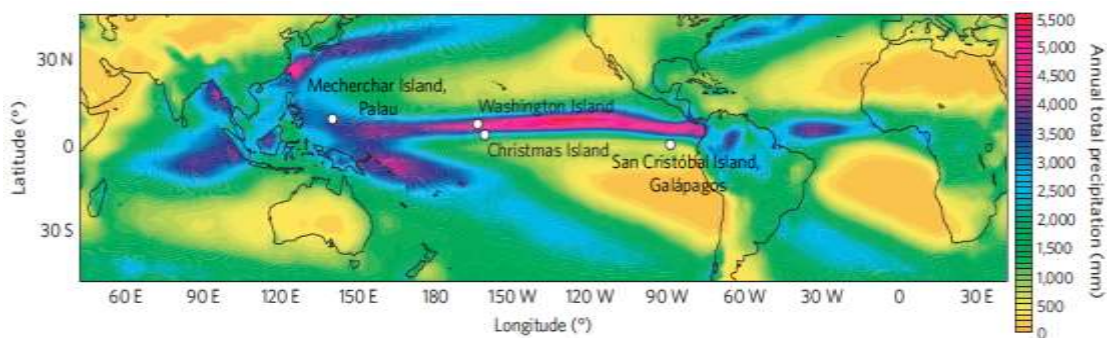 30 N
0
30 S
Latitude (°)
Mecherchar Island,
Palau
Washington Island
Christmas Island
San Cristóbal Island,
Galápagos
60 E 90 E 120 E 150 E 180 150 W 120 W 90 W 60 W 30 W 0 30 E
Longitude (°)
5,500
5,000
4,500
4,000
3,500
3,000
2,500
2,000
1,500
1,000
500
0
Annual total precipitation (mm)